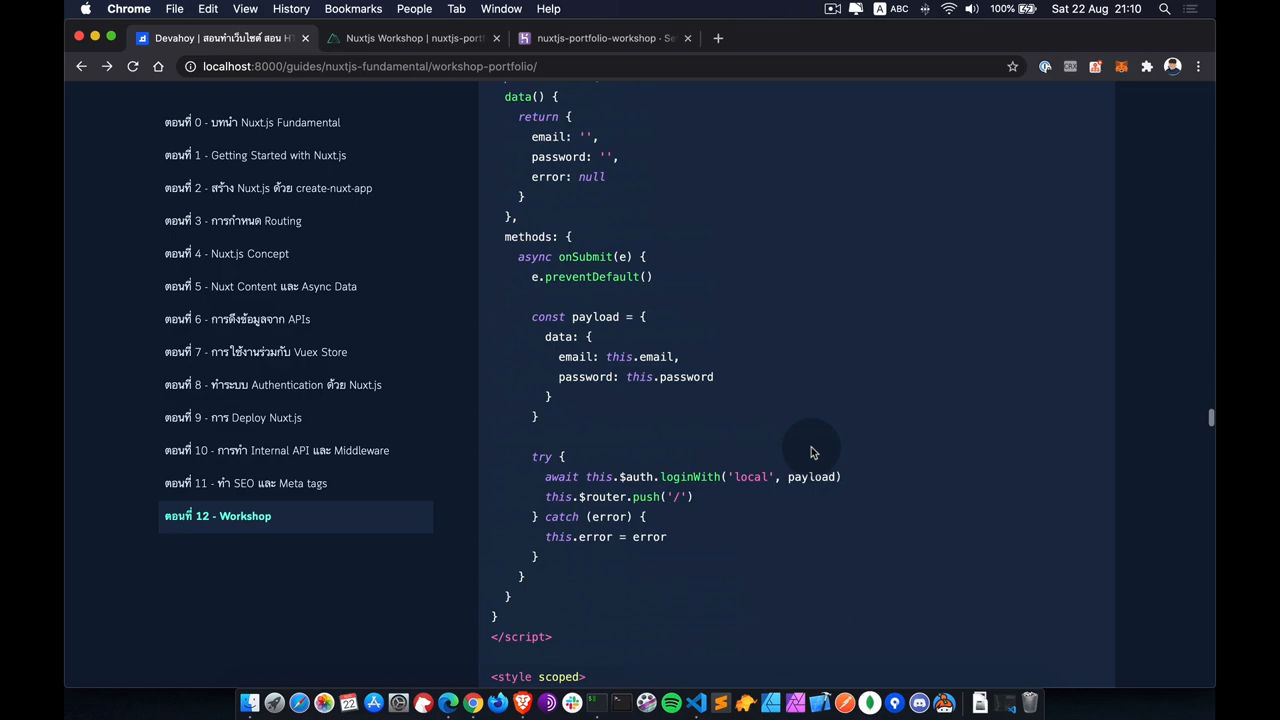 Chrome File Edit View History Bookmarks People Tab Window Help
A ABC 100% Sat 22 Aug 21:10
Devahoy | สอนทำเว็บไซต์ สอน HT
Nuxtjs Workshop | nuxtjs-portf
nuxtjs-portfolio-workshop · Se
localhost:8000/guides/nuxtjs-fundamental/workshop-portfolio/
ตอนที่ 0 - บทนำ Nuxt.js Fundamental
ตอนที่ 1 - Getting Started with Nuxt.js
ตอนที่ 2 - สร้าง Nuxt.js ด้วย create-nuxt-app
ตอนที่ 3 - การกำหนด Routing
ตอนที่ 4 - Nuxt.js Concept
ตอนที่ 5 - Nuxt Content และ Async Data
ตอนที่ 6 - การดึงข้อมูลจาก APIs
ตอนที่ 7 - การใช้งานร่วมกับ Vuex Store
ตอนที่ 8 - ทำระบบ Authentication ด้วย Nuxt.js
ตอนที่ 9 - การ Deploy Nuxt.js
ตอนที่ 10 - การทำ Internal API และ Middleware
ตอนที่ 11 - ทำ SEO และ Meta tags
ตอนที่ 12 - Workshop
data() {
return {
email: '',
password: '',
error: null
}
},
methods: {
async onSubmit(e) {
e.preventDefault()
const payload = {
data: {
email: this.email,
password: this.password
}
}
try {
await this.$auth.loginWith('local', payload)
this.$router.push('/')
} catch (error) {
this.error = error
}
}
}
}
</script>
<style scoped>